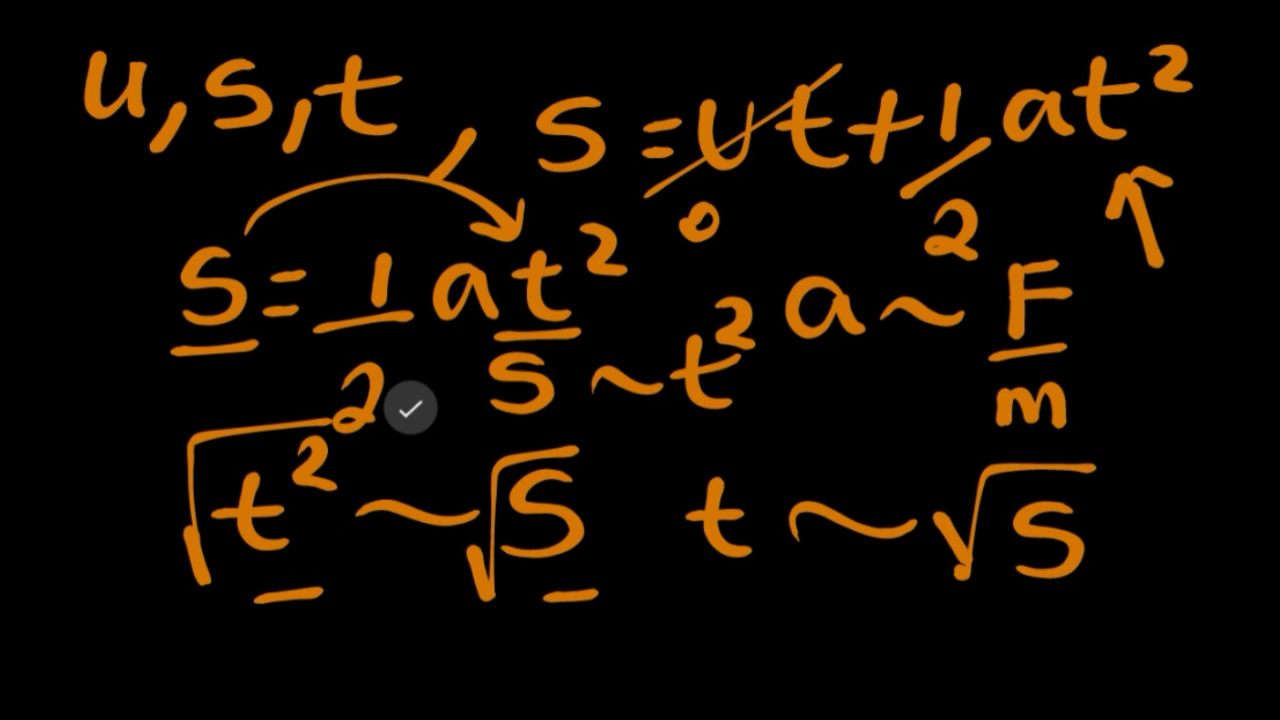 u, s, t, s = ut + 1/2 at²
0
s = 1/2 at² a ~ F/m
s ~ t²
√t² ~ √s t ~ √s